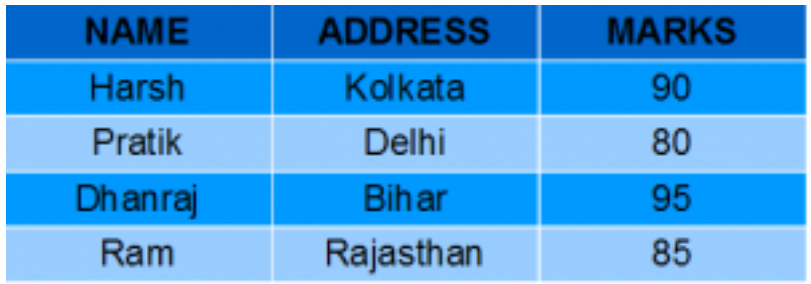 NAME ADDRESS MARKS
Harsh Kolkata 90
Pratik Delhi 80
Dhanraj Bihar 95
Ram Rajasthan 85